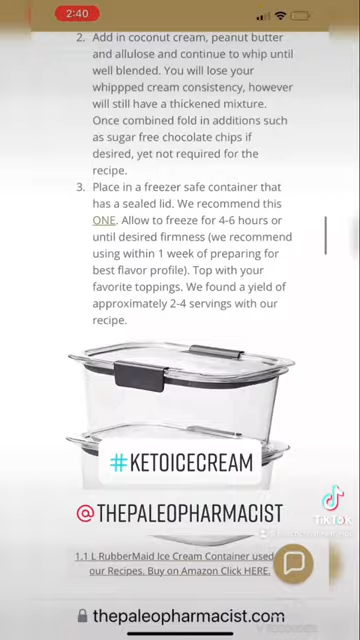 2:40
2. Add in coconut cream, peanut butter
and allulose and continue to whip until
well blended. You will lose your
whippped cream consistency, however
will still have a thickened mixture.
Once combined fold in additions such
as sugar free chocolate chips if
desired, yet not required for the
recipe.
3. Place in a freezer safe container that
has a sealed lid. We recommend this
ONE. Allow to freeze for 4-6 hours or
until desired firmness (we recommend
using within 1 week of preparing for
best flavor profile). Top with your
favorite toppings. We found a yield of
approximately 2-4 servings with our
recipe.
#KETOICECREAM
@THEPALEOPHARMACIST
TikTok
1.1 L RubberMaid Ice Cream Container used
our Recipes. Buy on Amazon Click HERE.
thepaleopharmacist.com